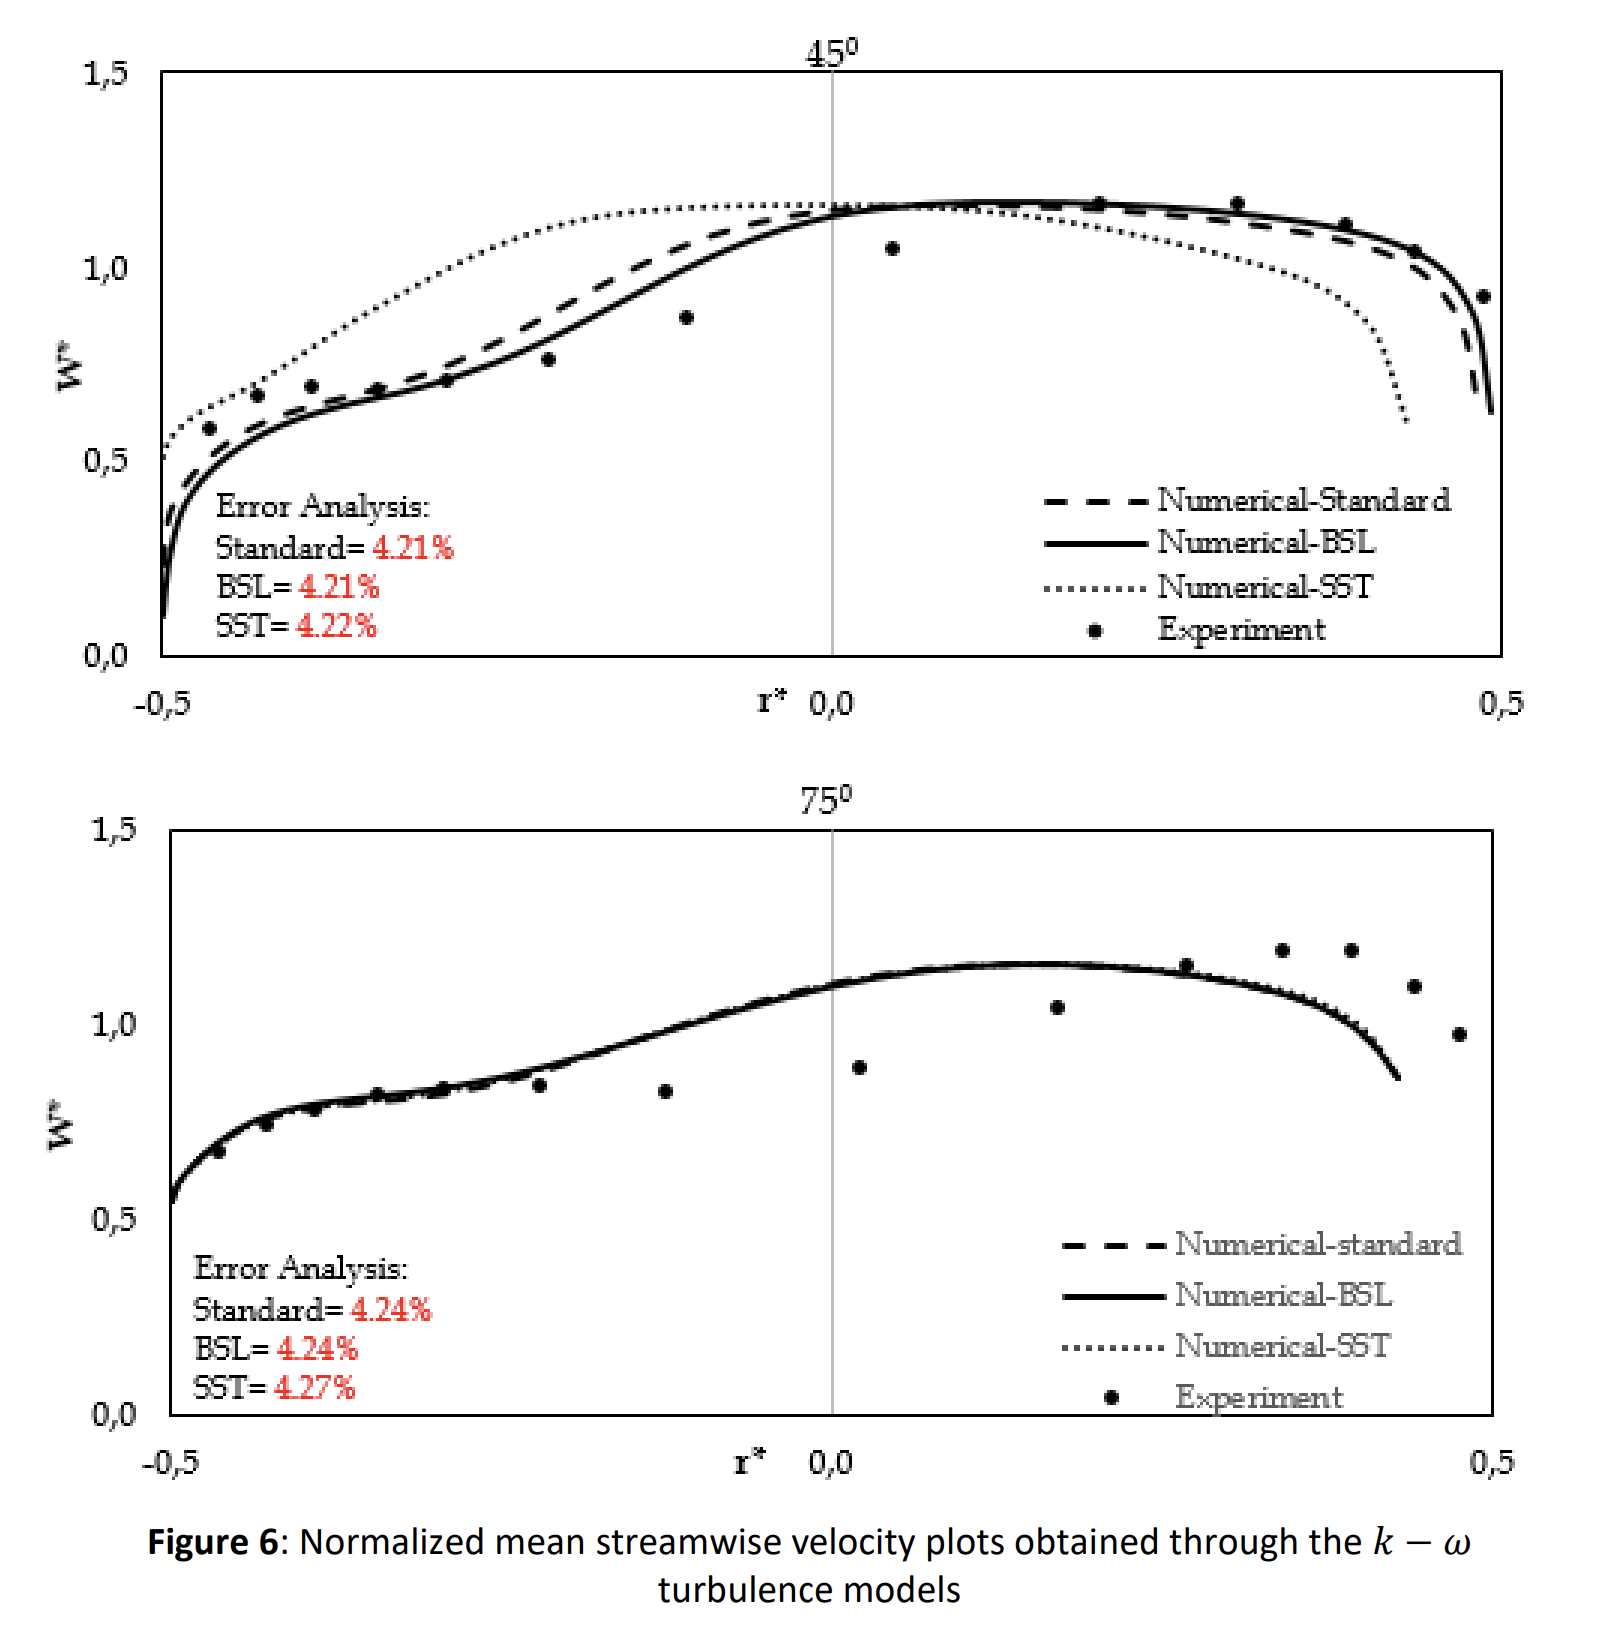 45⁰
1,5
1,0
0,5
0,0
W*
Error Analysis:
Standard= 4.21%
BSL= 4.21%
SST= 4.22%
Numerical-Standard
Numerical-BSL
Numerical-SST
Experiment
-0,5 r* 0,0 0,5
75⁰
1,5
1,0
0,5
0,0
W*
Error Analysis:
Standard= 4.24%
BSL= 4.24%
SST= 4.27%
Numerical-standard
Numerical-BSL
Numerical-SST
Experiment
-0,5 r* 0,0 0,5
Figure 6: Normalized mean streamwise velocity plots obtained through the k − ω
turbulence models